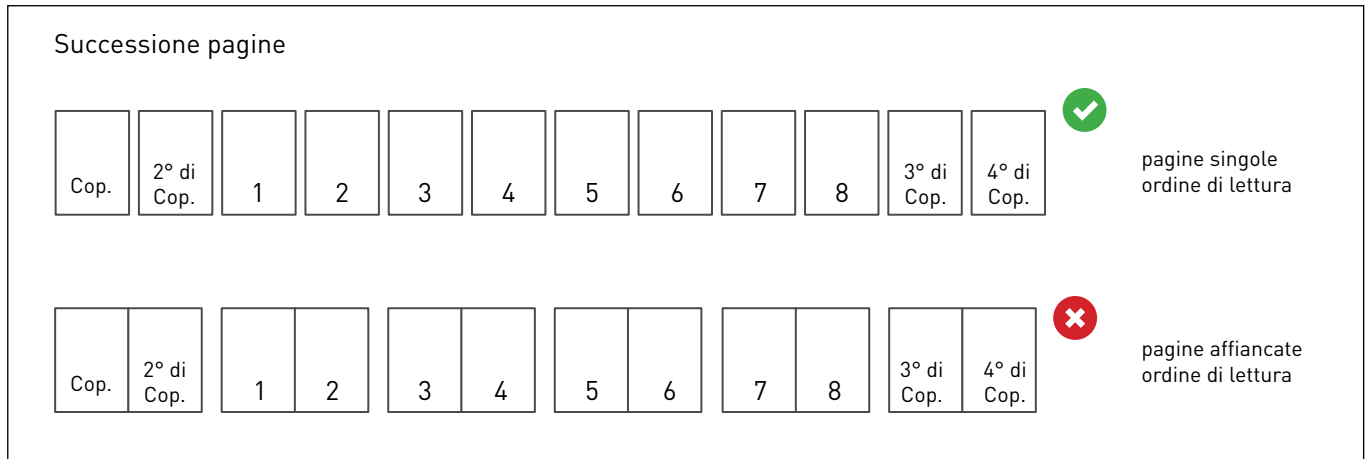 Successione pagine
Cop.
2° di
Cop.
1
2
3
4
5
6
7
8
3° di
Cop.
4° di
Cop.
pagine singole
ordine di lettura
Cop.
2° di
Cop.
1
2
3
4
5
6
7
8
3° di
Cop.
4° di
Cop.
pagine affiancate
ordine di lettura